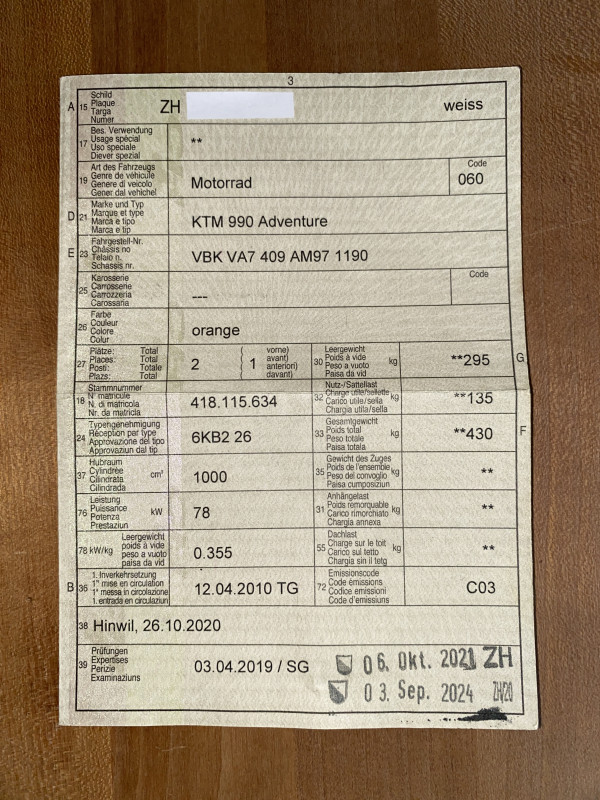 3
A 15 Schild
Plaque
Targa
Numer
ZH weiss
17 Bes. Verwendung
Usage spécial
Uso speciale
Diever spezial
**
19 Art des Fahrzeugs
Genre de véhicule
Genere di veicolo
Gener dal vehichel
Motorrad
Code
060
D 21 Marke und Typ
Marque et type
Marca e tipo
Marca e tip
KTM 990 Adventure
E 23 Fahrgestell-Nr.
Châssis no
Telaio n.
Schassis nr.
VBK VA7 409 AM97 1190
25 Karosserie
Carrosserie
Carrozzeria
Carossaria
---
Code
26 Farbe
Couleur
Colore
Colur
orange
27 Plätze: Total
Places: Total
Posti: Totale
Plazs: Total
2
( vorne)
avant)
anteriori)
( davant)
1
30 Leergewicht
Poids à vide
Peso a vuoto
Paisa da vid
kg
**295
G
18 Stammnummer
N° matricule
N. di matricola
Nr. da matricla
418.115.634
32 Nutz-/Sattellast
Charge utile/sellette
Carico utile/sella
Chargia utila/sella
kg
**135
24 Typengenehmigung
Réception par type
Approvazione del tipo
Approvaziun dal tip
6KB2 26
33 Gesamtgewicht
Poids total
Peso totale
Paisa totala
kg
**430
F
37 Hubraum
Cylindrée
Cilindrata
Cilindrada
cm³
1000
35 Gewicht des Zuges
Poids de l'ensemble
Peso del convoglio
Paisa cumposiziun
kg
**
76 Leistung
Puissance
Potenza
Prestaziun
kW
78
31 Anhängelast
Poids remorquable
Carico rimorchiato
Chargia annexa
kg
**
78 kW/kg
Leergewicht
poids à vide
peso a vuoto
paisa da vid
0.355
55 Dachlast
Charge sur le toit
Carico sul tetto
Chargia sin il tetg
kg
**
B 36 1. Inverkehrsetzung
1re mise en circulation
1a messa in circolazione
1. entrada en circulaziun
12.04.2010 TG
72 Emissionscode
Code émissions
Codice emissioni
Code d'emissiuns
C03
38 Hinwil, 26.10.2020
39 Prüfungen
Expertises
Perizie
Examinaziuns
03.04.2019 / SG
06. Okt. 2021 ZH
03. Sep. 2024 ZH/20